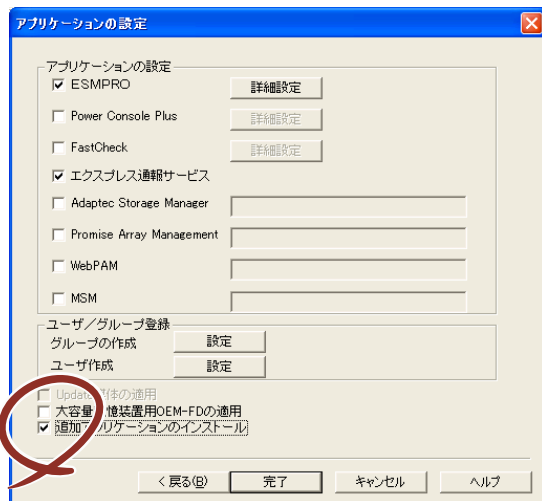 アプリケーションの設定
アプリケーションの設定
ESMPRO 詳細設定
Power Console Plus 詳細設定
FastCheck 詳細設定
エクスプレス通報サービス
Adaptec Storage Manager
Promise Array Management
WebPAM
MSM
ユーザ/グループ登録
グループの作成 設定
ユーザ作成 設定
Update 体の適用
大容量 憶装置用OEM-FDの適用
追加 プリケーションのインストール
< 戻る(B) 完了 キャンセル ヘルプ